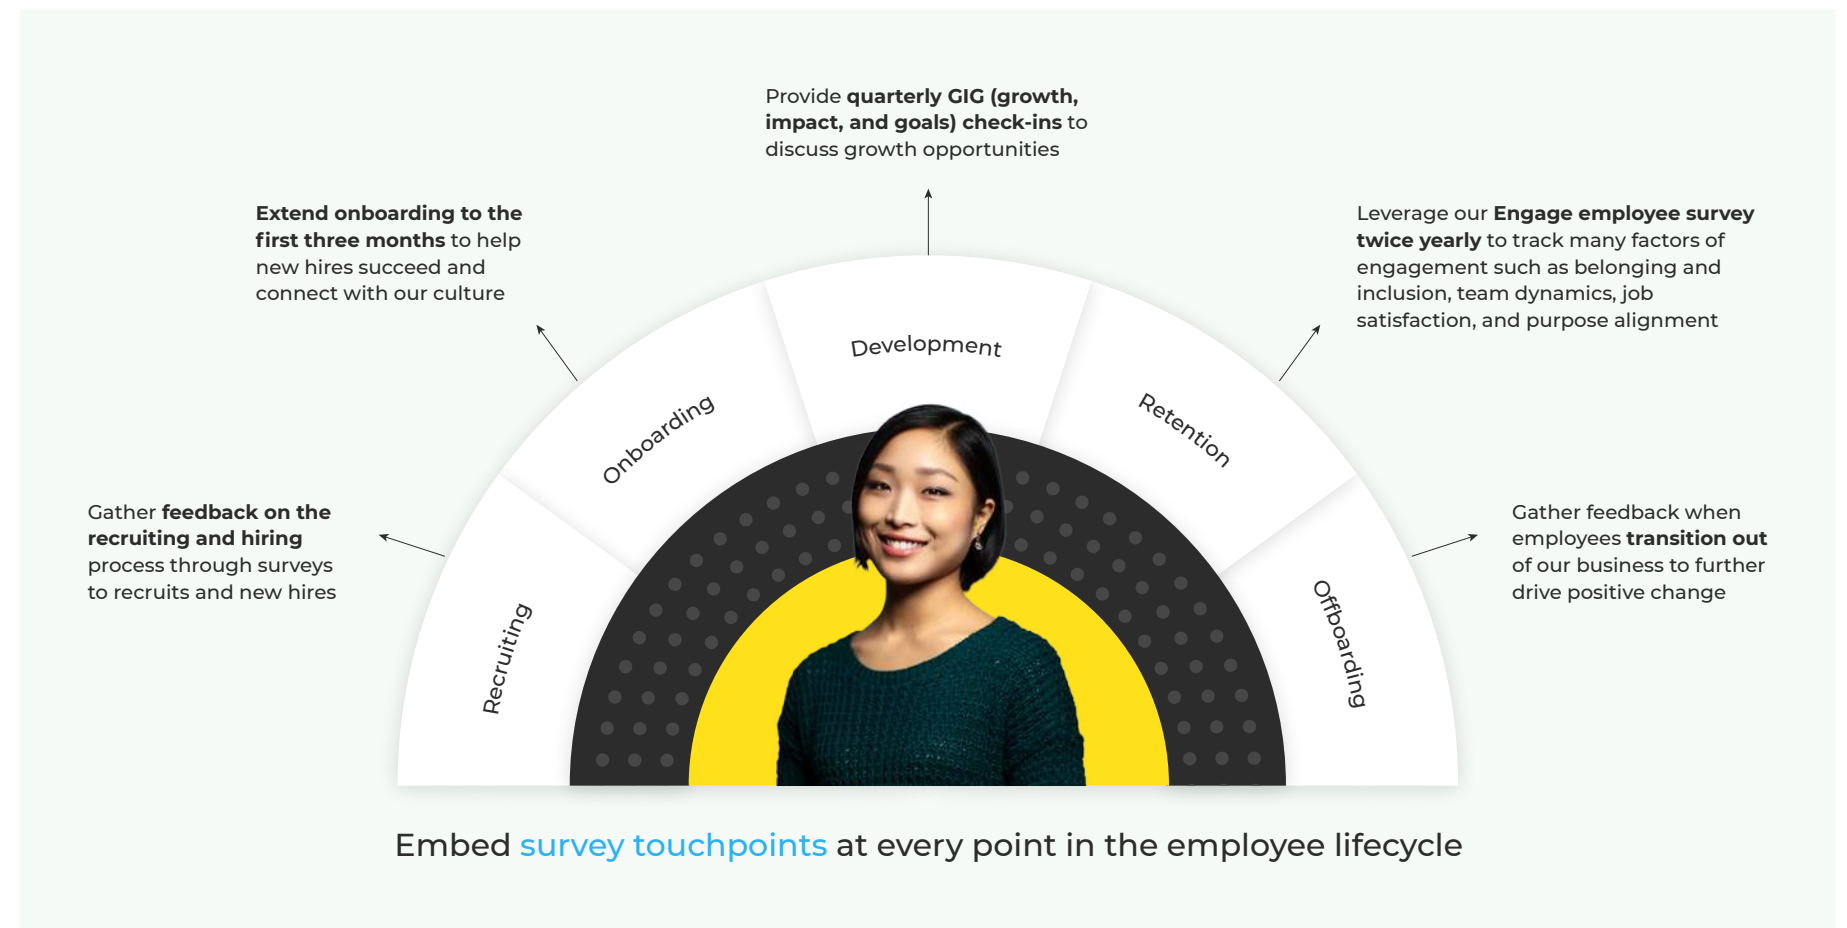 Provide quarterly GIG (growth,
impact, and goals) check-ins to
discuss growth opportunities
Extend onboarding to the
first three months to help
new hires succeed and
connect with our culture
Leverage our Engage employee survey
twice yearly to track many factors of
engagement such as belonging and
inclusion, team dynamics, job
satisfaction, and purpose alignment
Gather feedback on the
recruiting and hiring
process through surveys
to recruits and new hires
Gather feedback when
employees transition out
of our business to further
drive positive change
Recruiting
Onboarding
Development
Retention
Offboarding
Embed survey touchpoints at every point in the employee lifecycle